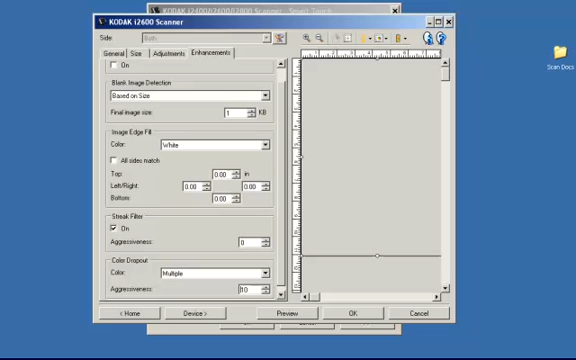 KODAK i2400/i2600/i2800 Scanner - Smart Touch
KODAK i2600 Scanner
Side: Both
General Size Adjustments Enhancements
On
Blank Image Detection
Based on Size
Final image size: 1 KB
Image Edge Fill
Color: White
All sides match
Top: 0.00 in
Left/Right: 0.00 0.00
Bottom: 0.00
Streak Filter
On
Aggressiveness: 0
Color Dropout
Color: Multiple
Aggressiveness: 10
< Home Device > Preview OK Cancel
Scan Docs